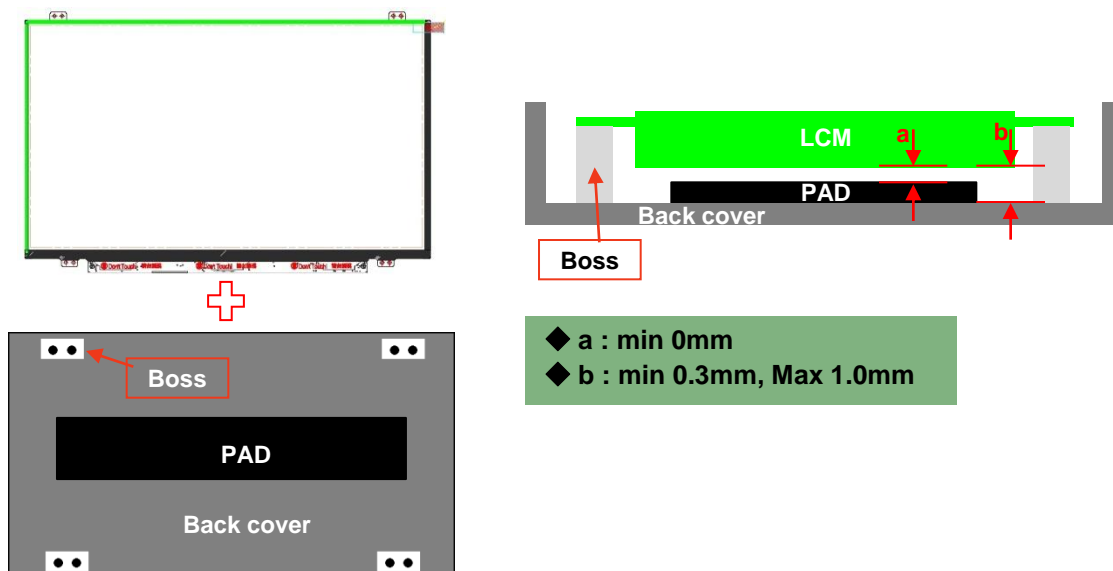 LCM
a
b
PAD
Back cover
Boss
Boss
PAD
Back cover
◆ a : min 0mm
◆ b : min 0.3mm, Max 1.0mm